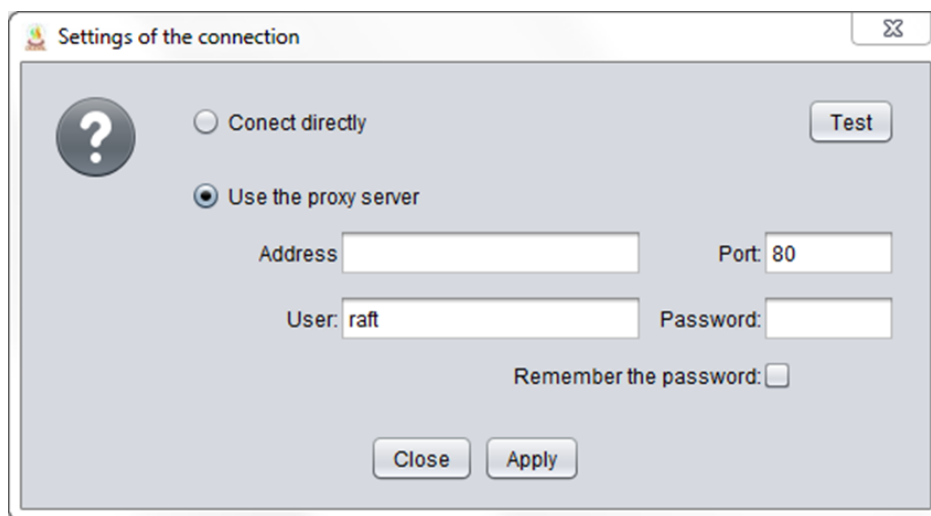 Settings of the connection
Conect directly
Test
Use the proxy server
Address
Port: 80
User: raft
Password:
Remember the password:
Close
Apply